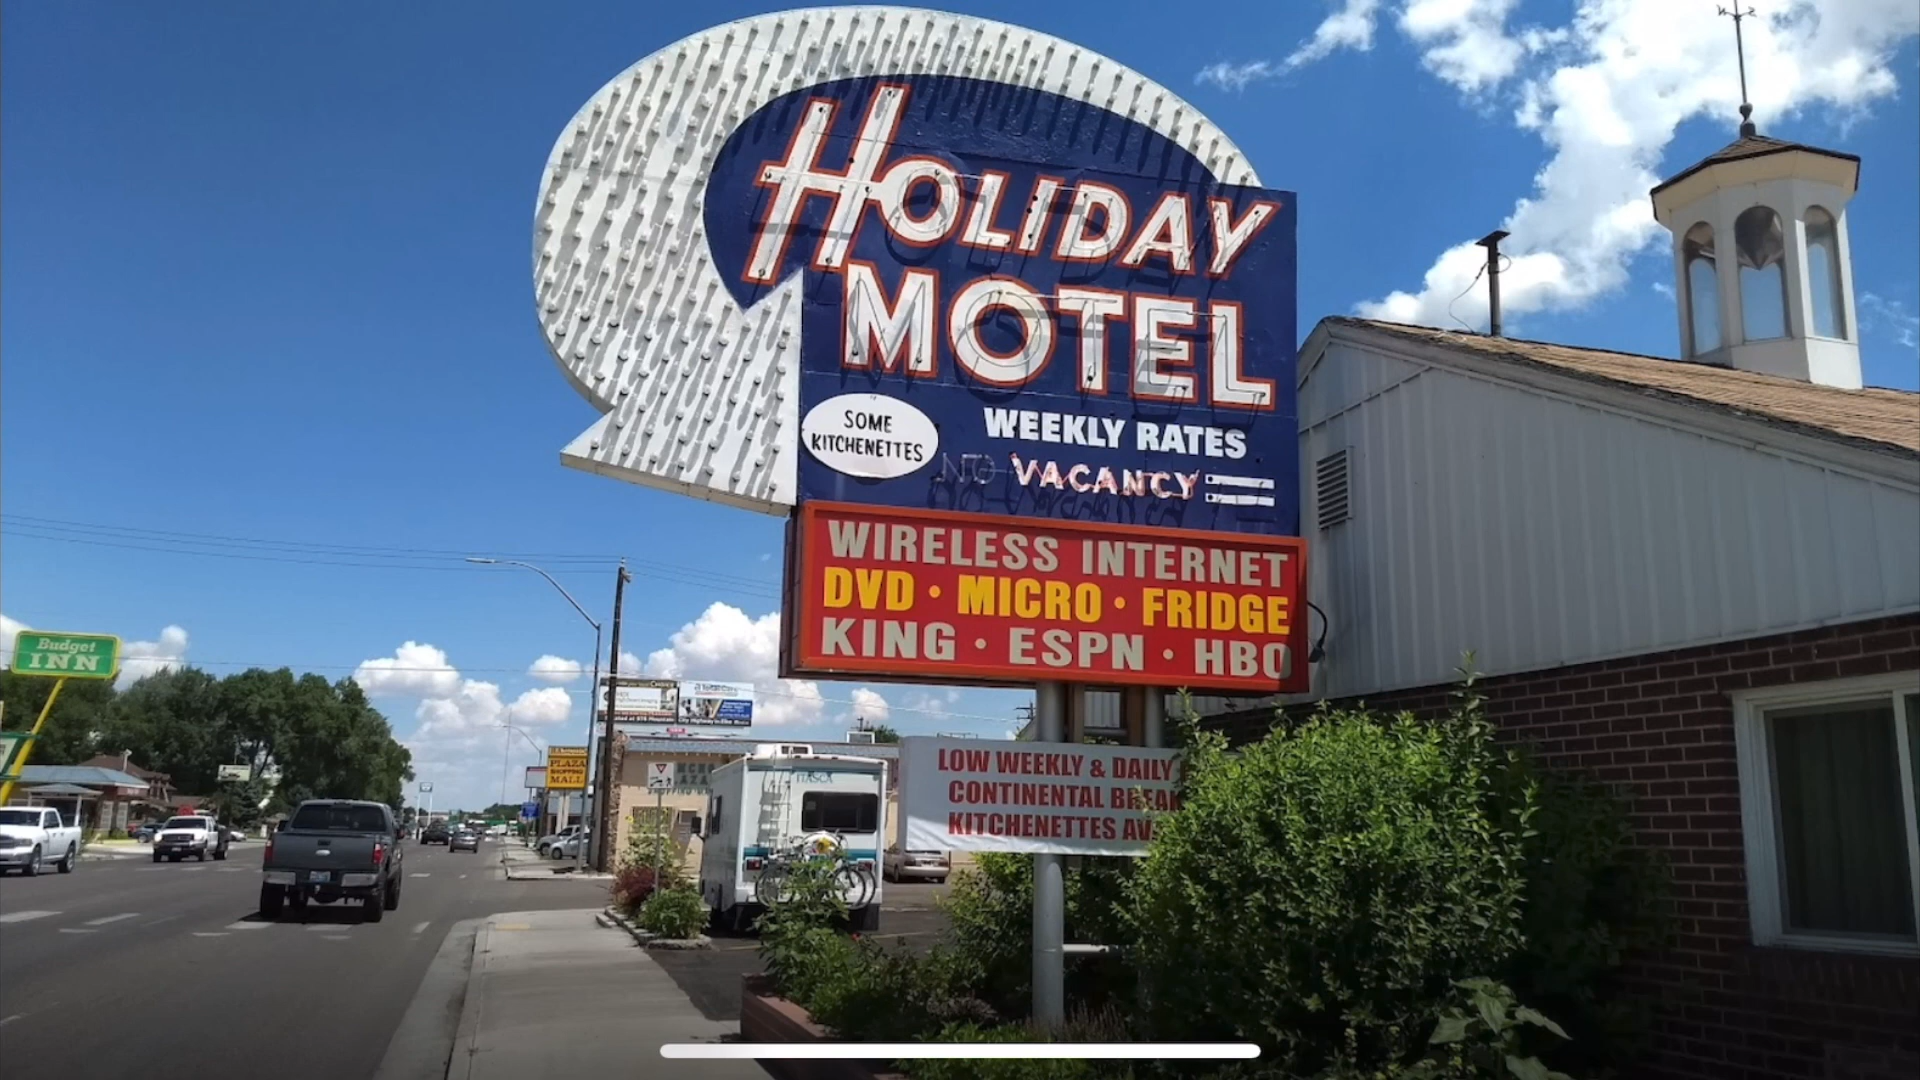 HOLIDAY
MOTEL
SOME
KITCHENETTES
WEEKLY RATES
NO VACANCY
WIRELESS INTERNET
DVD • MICRO • FRIDGE
KING • ESPN • HBO
LOW WEEKLY & DAILY
CONTINENTAL BREAK
KITCHENETTES AV
Budget
INN
PLAZA
SHOPPING
MALL
ITASCA